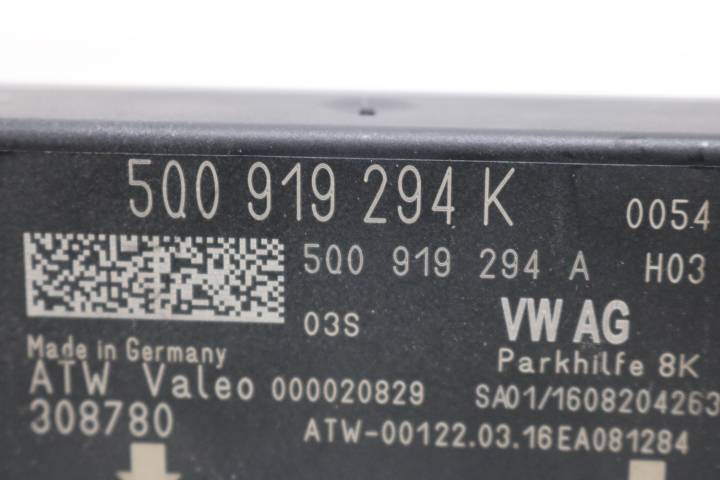 5Q0 919 294 K 0054
5Q0 919 294 A H03
03S VW AG
Made in Germany Parkhilfe 8K
ATW Valeo 000020829 SA01/1608204263
308780 ATW-00122.03.16EA081284